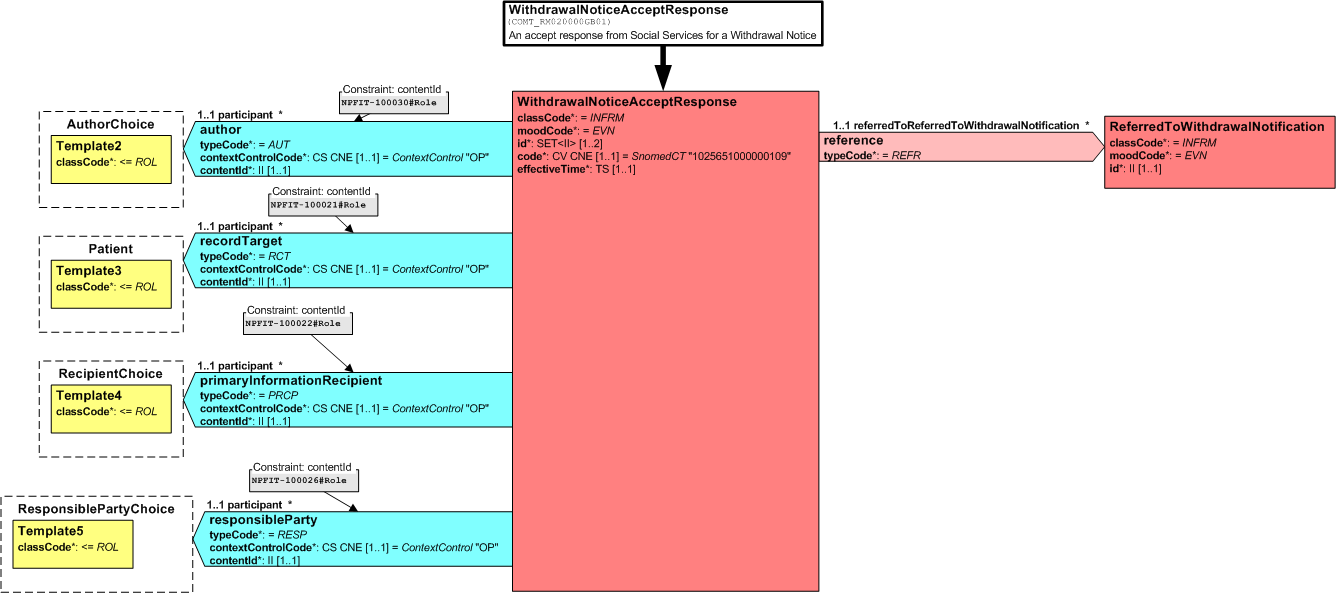 WithdrawalNoticeAcceptResponse
(COMT_RM020000GB01)
An accept response from Social Services for a Withdrawal Notice
Constraint: contentId
NPFIT-100030#Role
1..1 participant *
AuthorChoice
Template2
classCode*: <= ROL
author
typeCode*: = AUT
contextControlCode*: CS CNE [1..1] = ContextControl "OP"
contentId*: II [1..1]
Constraint: contentId
NPFIT-100021#Role
1..1 participant *
Patient
Template3
classCode*: <= ROL
recordTarget
typeCode*: = RCT
contextControlCode*: CS CNE [1..1] = ContextControl "OP"
contentId*: II [1..1]
Constraint: contentId
NPFIT-100022#Role
1..1 participant *
RecipientChoice
Template4
classCode*: <= ROL
primaryInformationRecipient
typeCode*: = PRCP
contextControlCode*: CS CNE [1..1] = ContextControl "OP"
contentId*: II [1..1]
Constraint: contentId
NPFIT-100026#Role
1..1 participant *
ResponsiblePartyChoice
Template5
classCode*: <= ROL
responsibleParty
typeCode*: = RESP
contextControlCode*: CS CNE [1..1] = ContextControl "OP"
contentId*: II [1..1]
WithdrawalNoticeAcceptResponse
classCode*: = INFRM
moodCode*: = EVN
id*: SET<II> [1..2]
code*: CV CNE [1..1] = SnomedCT "1025651000000109"
effectiveTime*: TS [1..1]
1..1 referredToReferredToWithdrawalNotification *
reference
typeCode*: = REFR
ReferredToWithdrawalNotification
classCode*: = INFRM
moodCode*: = EVN
id*: II [1..1]